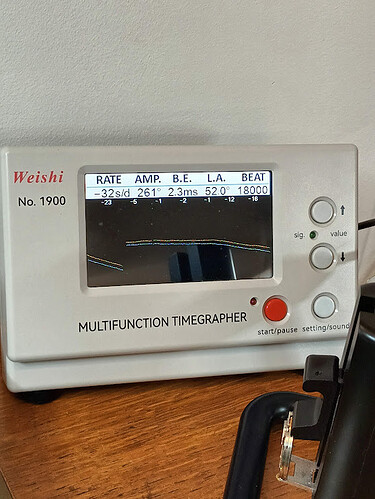 Weishi
No. 1900
RATE AMP. B.E. L.A. BEAT
-32s/d 261° 2.3ms 52.0° 18000
-23 -5 -1 -2 -1 -12 -16
sig. value
MULTIFUNCTION TIMEGRAPHER
start/pause setting/sound